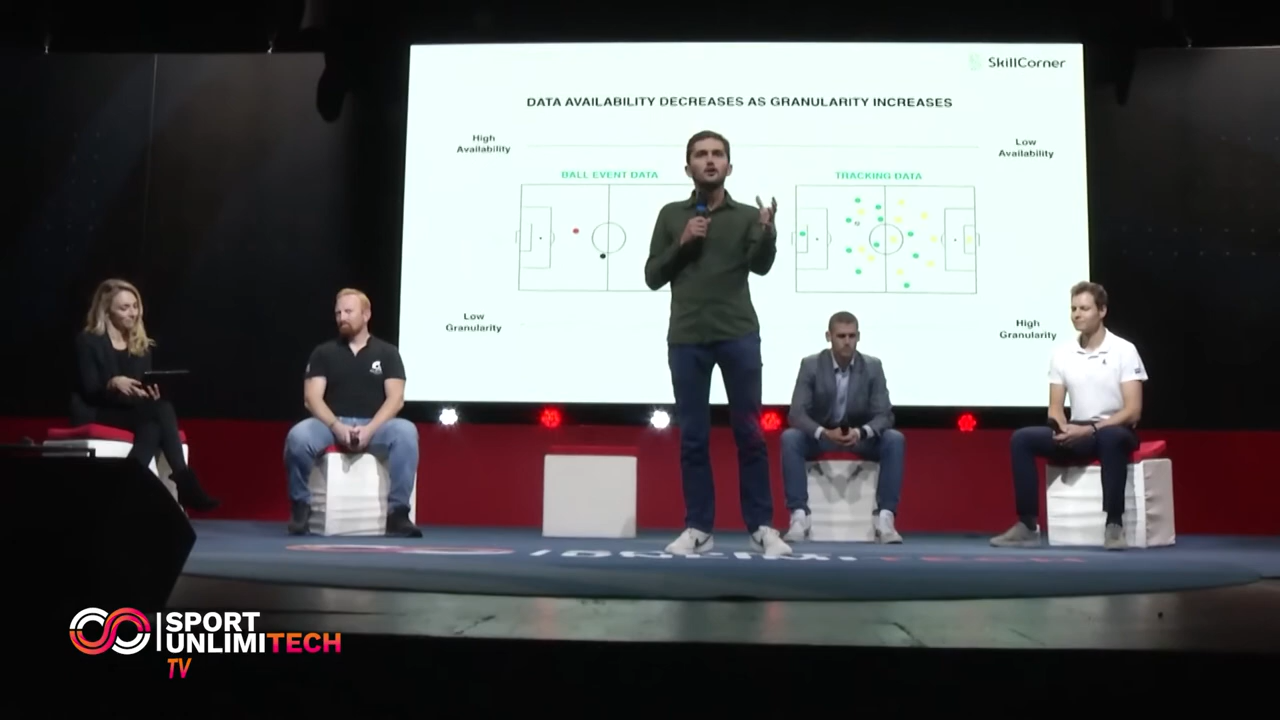 SkillCorner
DATA AVAILABILITY DECREASES AS GRANULARITY INCREASES
High
Availability
Low
Availability
BALL EVENT DATA
TRACKING DATA
Low
Granularity
High
Granularity
SPORT
UNLIMITECH
TV